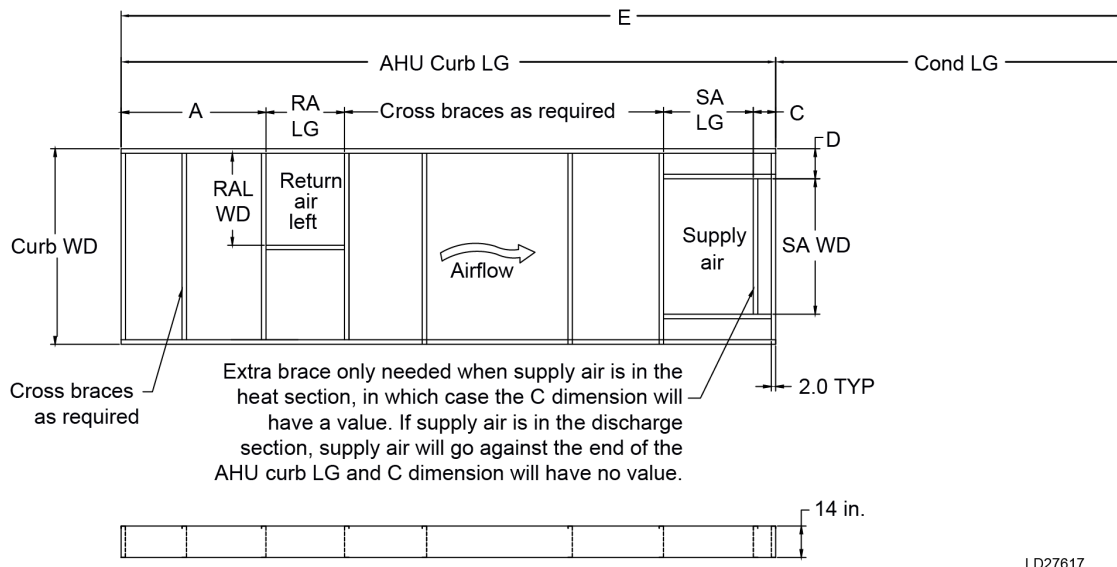 E
AHU Curb LG
Cond LG
A
RA
LG
Cross braces as required
SA
LG
C
D
RAL
WD
Return
air
left
Curb WD
Airflow
Supply
air
SA WD
Cross braces
as required
Extra brace only needed when supply air is in the
heat section, in which case the C dimension will
have a value. If supply air is in the discharge
section, supply air will go against the end of the
AHU curb LG and C dimension will have no value.
2.0 TYP
14 in.
LD27617